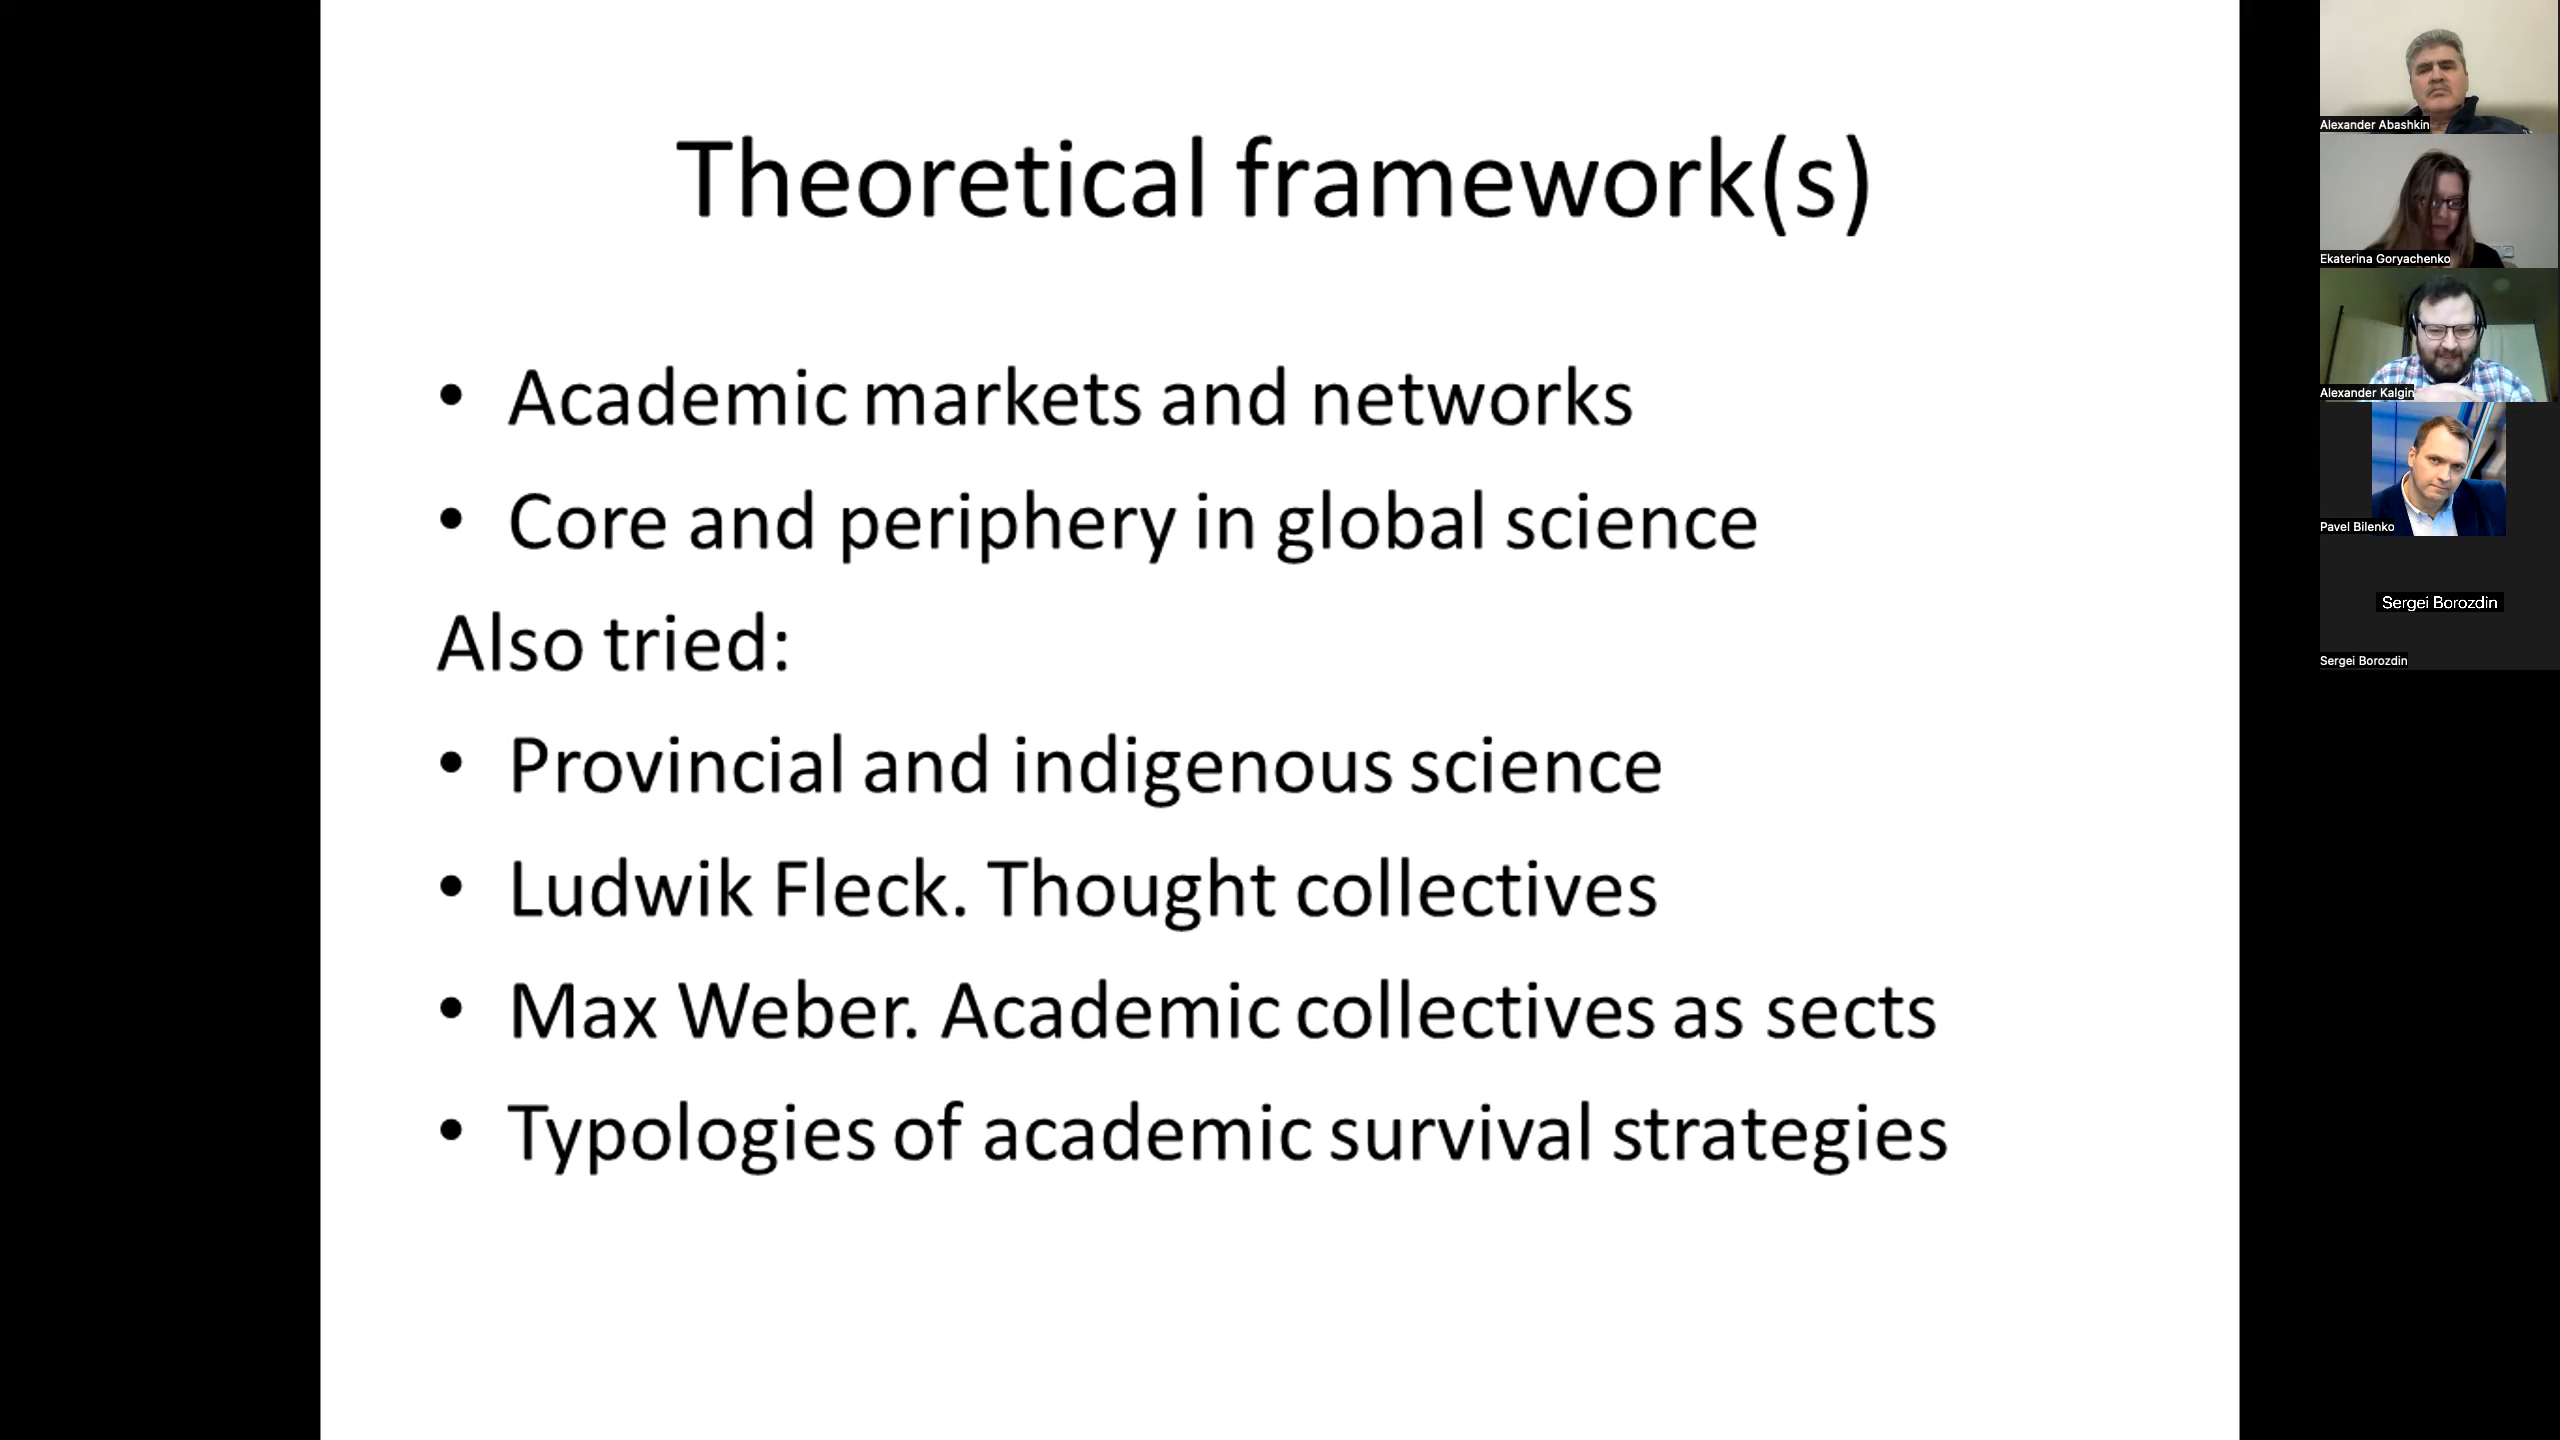 Theoretical framework(s)
• Academic markets and networks
• Core and periphery in global science
Also tried:
• Provincial and indigenous science
• Ludwik Fleck. Thought collectives
• Max Weber. Academic collectives as sects
• Typologies of academic survival strategies
Alexander Abashkin
Ekaterina Goryachenko
Alexander Kalgin
Pavel Bilenko
Sergei Borozdin
Sergei Borozdin